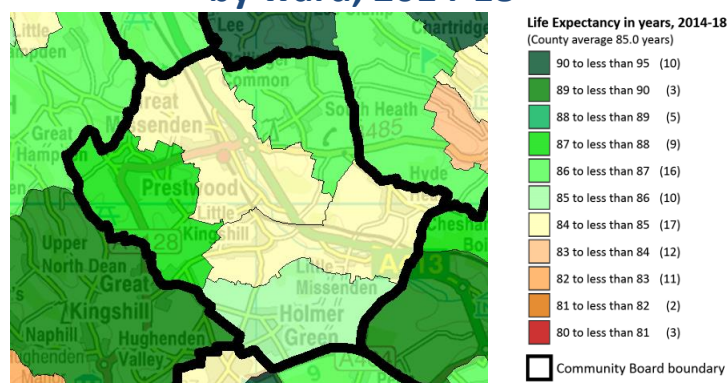 by ward, 2014-18
Life Expectancy in years, 2014-18
(County average 85.0 years)
90 to less than 95 (10)
89 to less than 90 (3)
88 to less than 89 (5)
87 to less than 88 (9)
86 to less than 87 (16)
85 to less than 86 (10)
84 to less than 85 (17)
83 to less than 84 (12)
82 to less than 83 (11)
81 to less than 82 (2)
80 to less than 81 (3)
Community Board boundary
Little
Lee
Chartridge
Common
Great
Missenden
South Heath
A485
Great
Hyde
Prestwood
Little
Kingshill
128
Upper
North Dean
Great
Kingshill
A413
Little
Missenden
Holmer
Green
Naphill
Hughenden
Valley